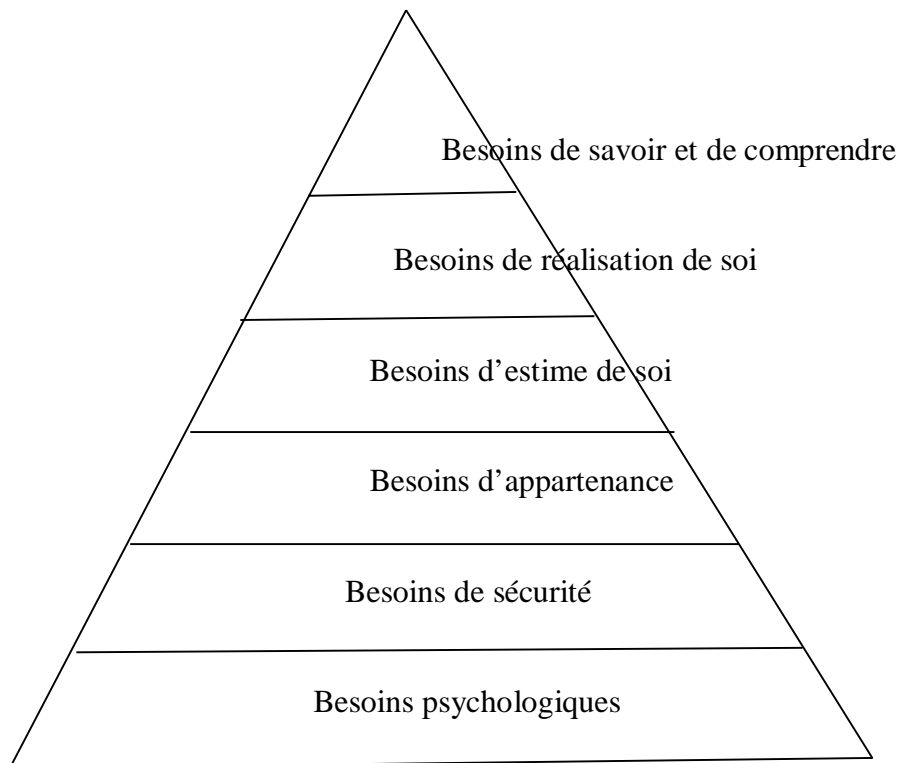 Besoins de savoir et de comprendre
Besoins de réalisation de soi
Besoins d’estime de soi
Besoins d’appartenance
Besoins de sécurité
Besoins psychologiques